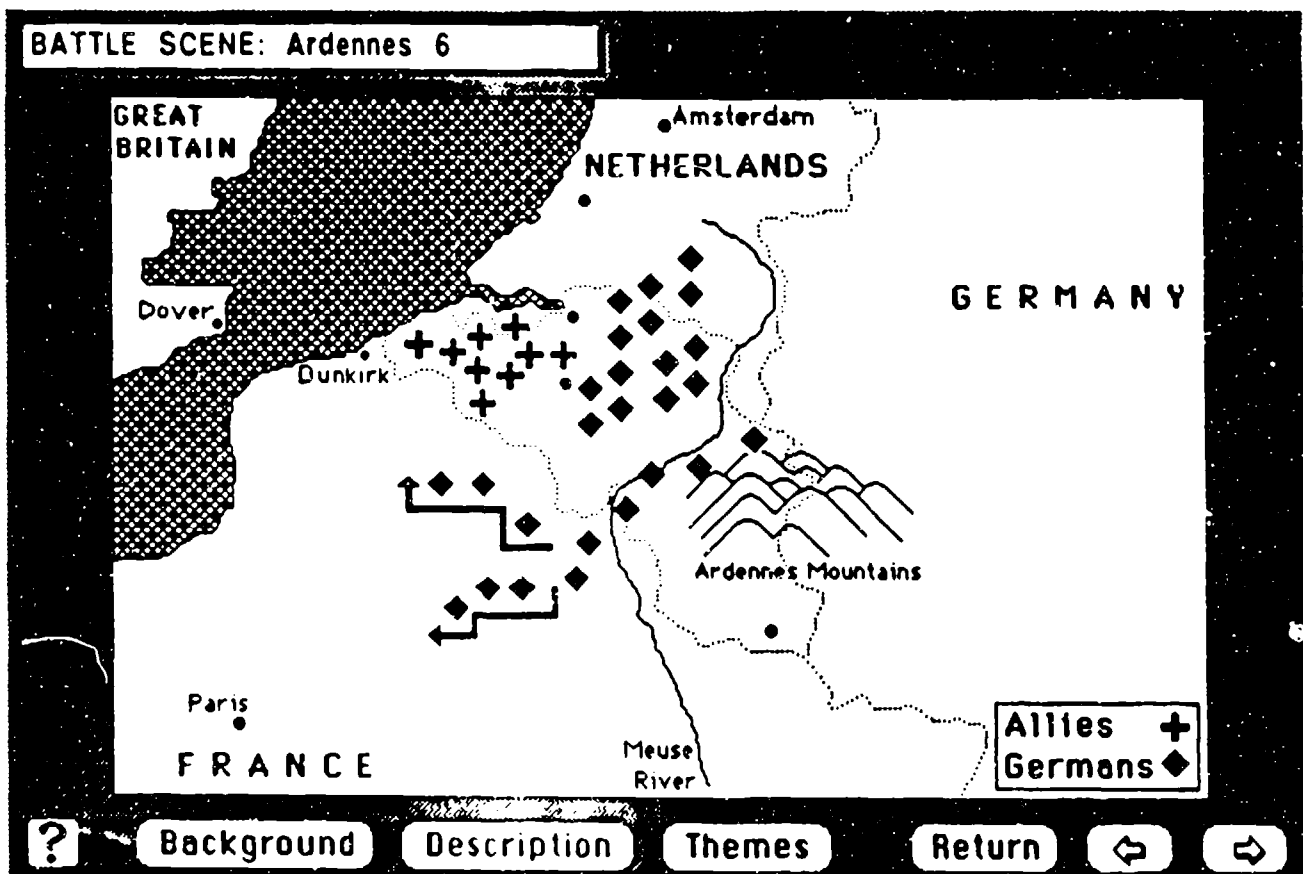 BATTLE SCENE: Ardennes 6
GREAT
BRITAIN
Amsterdam
NETHERLANDS
GERMANY
Dover
Dunkirk
Ardennes Mountains
Paris
FRANCE
Meuse
River
Allies
Germans
?
Background
Description
Themes
Return